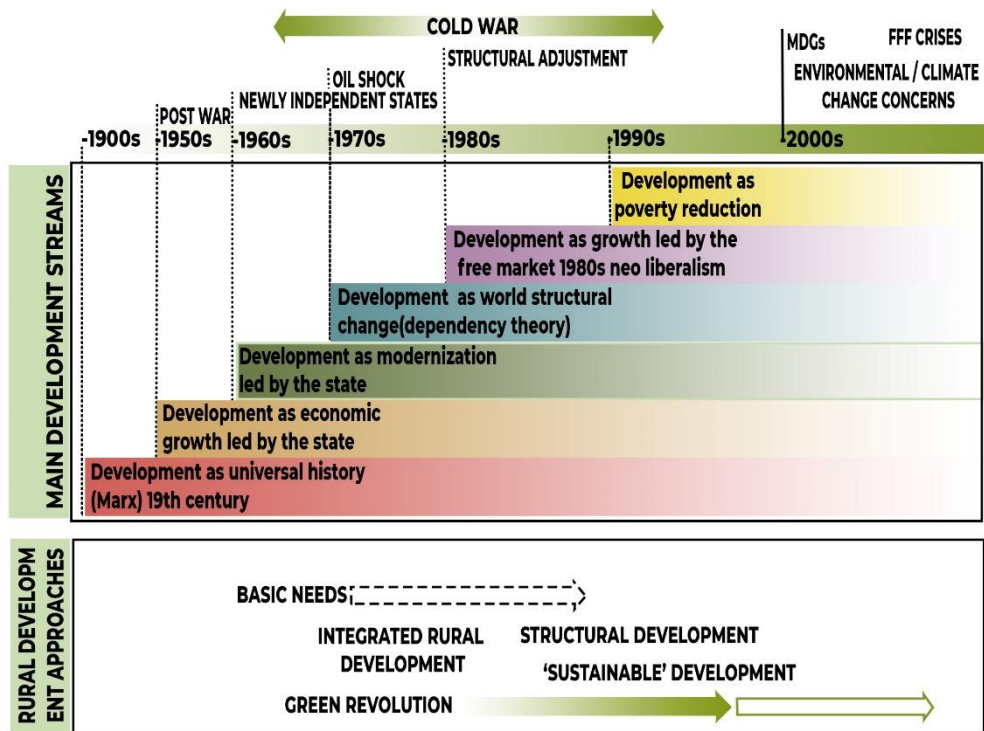 COLD WAR
MDGs
FFF CRISES
STRUCTURAL ADJUSTMENT
OIL SHOCK
ENVIRONMENTAL / CLIMATE
CHANGE CONCERNS
NEWLY INDEPENDENT STATES
POST WAR
-1900s
-1950s
-1960s
-1970s
-1980s
-1990s
-2000s
MAIN DEVELOPMENT STREAMS
Development as
poverty reduction
Development as growth led by the
free market 1980s neo liberalism
Development as world structural
change(dependency theory)
Development as modernization
led by the state
Development as economic
growth led by the state
Development as universal history
(Marx) 19th century
RURAL DEVELOPM
ENT APPROACHES
BASIC NEEDS
INTEGRATED RURAL
DEVELOPMENT
STRUCTURAL DEVELOPMENT
‘SUSTAINABLE’ DEVELOPMENT
GREEN REVOLUTION